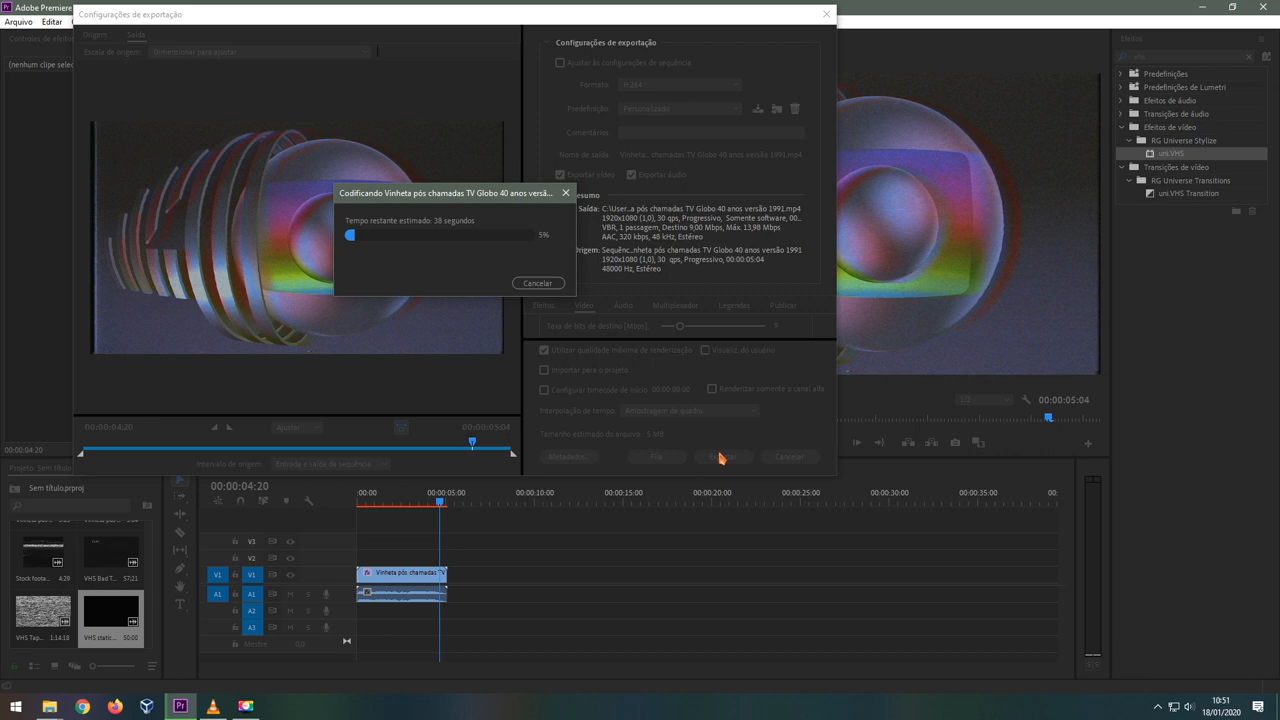 Adobe Premiere
Configurações de exportação
Arquivo Editar
Controles de efeito
(nenhum clipe selec
Origem Saída
Escala de origem: Dimensionar para ajustar
Configurações de exportação
Ajustar às configurações de sequência
Formato: H.264
Predefinição: Personalizado
Comentários:
Nome de saída Vinheta... chamadas TV Globo 40 anos versão 1991.mp4
Exportar vídeo Exportar áudio
esumo
Saída: C:\User...a pós chamadas TV Globo 40 anos versão 1991.mp4
1920x1080 (1,0), 30 qps, Progressivo, Somente software, 00...
VBR, 1 passagem, Destino 9,00 Mbps, Máx. 13,98 Mbps
AAC, 320 kbps, 48 kHz, Estéreo
Origem: Sequênc...nheta pós chamadas TV Globo 40 anos versão 1991
1920x1080 (1,0), 30 qps, Progressivo, 00:00:05:04
48000 Hz, Estéreo
Codificando Vinheta pós chamadas TV Globo 40 anos versã...
Tempo restante estimado: 38 segundos
5%
Cancelar
Efeitos Vídeo Áudio Multiplexador Legendas Publicar
Taxa de bits de destino [Mbps]: 9
Utilizar qualidade máxima de renderização Visualiz. do usuário
Importar para o projeto
Configurar timecode de início 00:00:00:00 Renderizar somente o canal alfa
Interpolação de tempo: Amostragem de quadro
Tamanho estimado do arquivo: 5 MB
Metadados... Fila Exportar Cancelar
00:00:04:20 Ajustar 00:00:05:04
Intervalo de origem: Entrada e saída da sequência
Efeitos
vhs
Predefinições
Predefinições de Lumetri
Efeitos de áudio
Transições de áudio
Efeitos de vídeo
RG Universe Stylize
uni.VHS
Transições de vídeo
RG Universe Transitions
uni.VHS Transition
1/2 00:00:05:04
00:00:04:20
Projeto: Sem título
Sem título.prproj
Stock foota... 4:29 VHS Bad T... 57;21
VHS Tap... 1:14:18 VHS static... 50:00
00:00:04:20
:00:00 00:00:05:00 00:00:10:00 00:00:15:00 00:00:20:00 00:00:25:00 00:00:30:00 00:00:35:00 00:
V3
V2
V1 V1 fx Vinheta pós chamadas TV
A1 A1 M S
A2 M S
A3 M S
Mestre 0,0
S S
Pr
10:51
18/01/2020